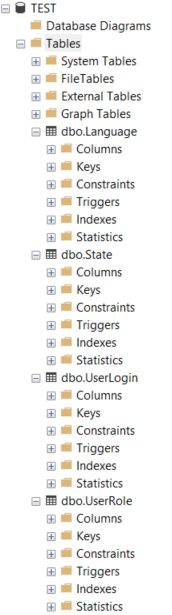 TEST
Database Diagrams
Tables
System Tables
FileTables
External Tables
Graph Tables
dbo.Language
Columns
Keys
Constraints
Triggers
Indexes
Statistics
dbo.State
Columns
Keys
Constraints
Triggers
Indexes
Statistics
dbo.UserLogin
Columns
Keys
Constraints
Triggers
Indexes
Statistics
dbo.UserRole
Columns
Keys
Constraints
Triggers
Indexes
Statistics